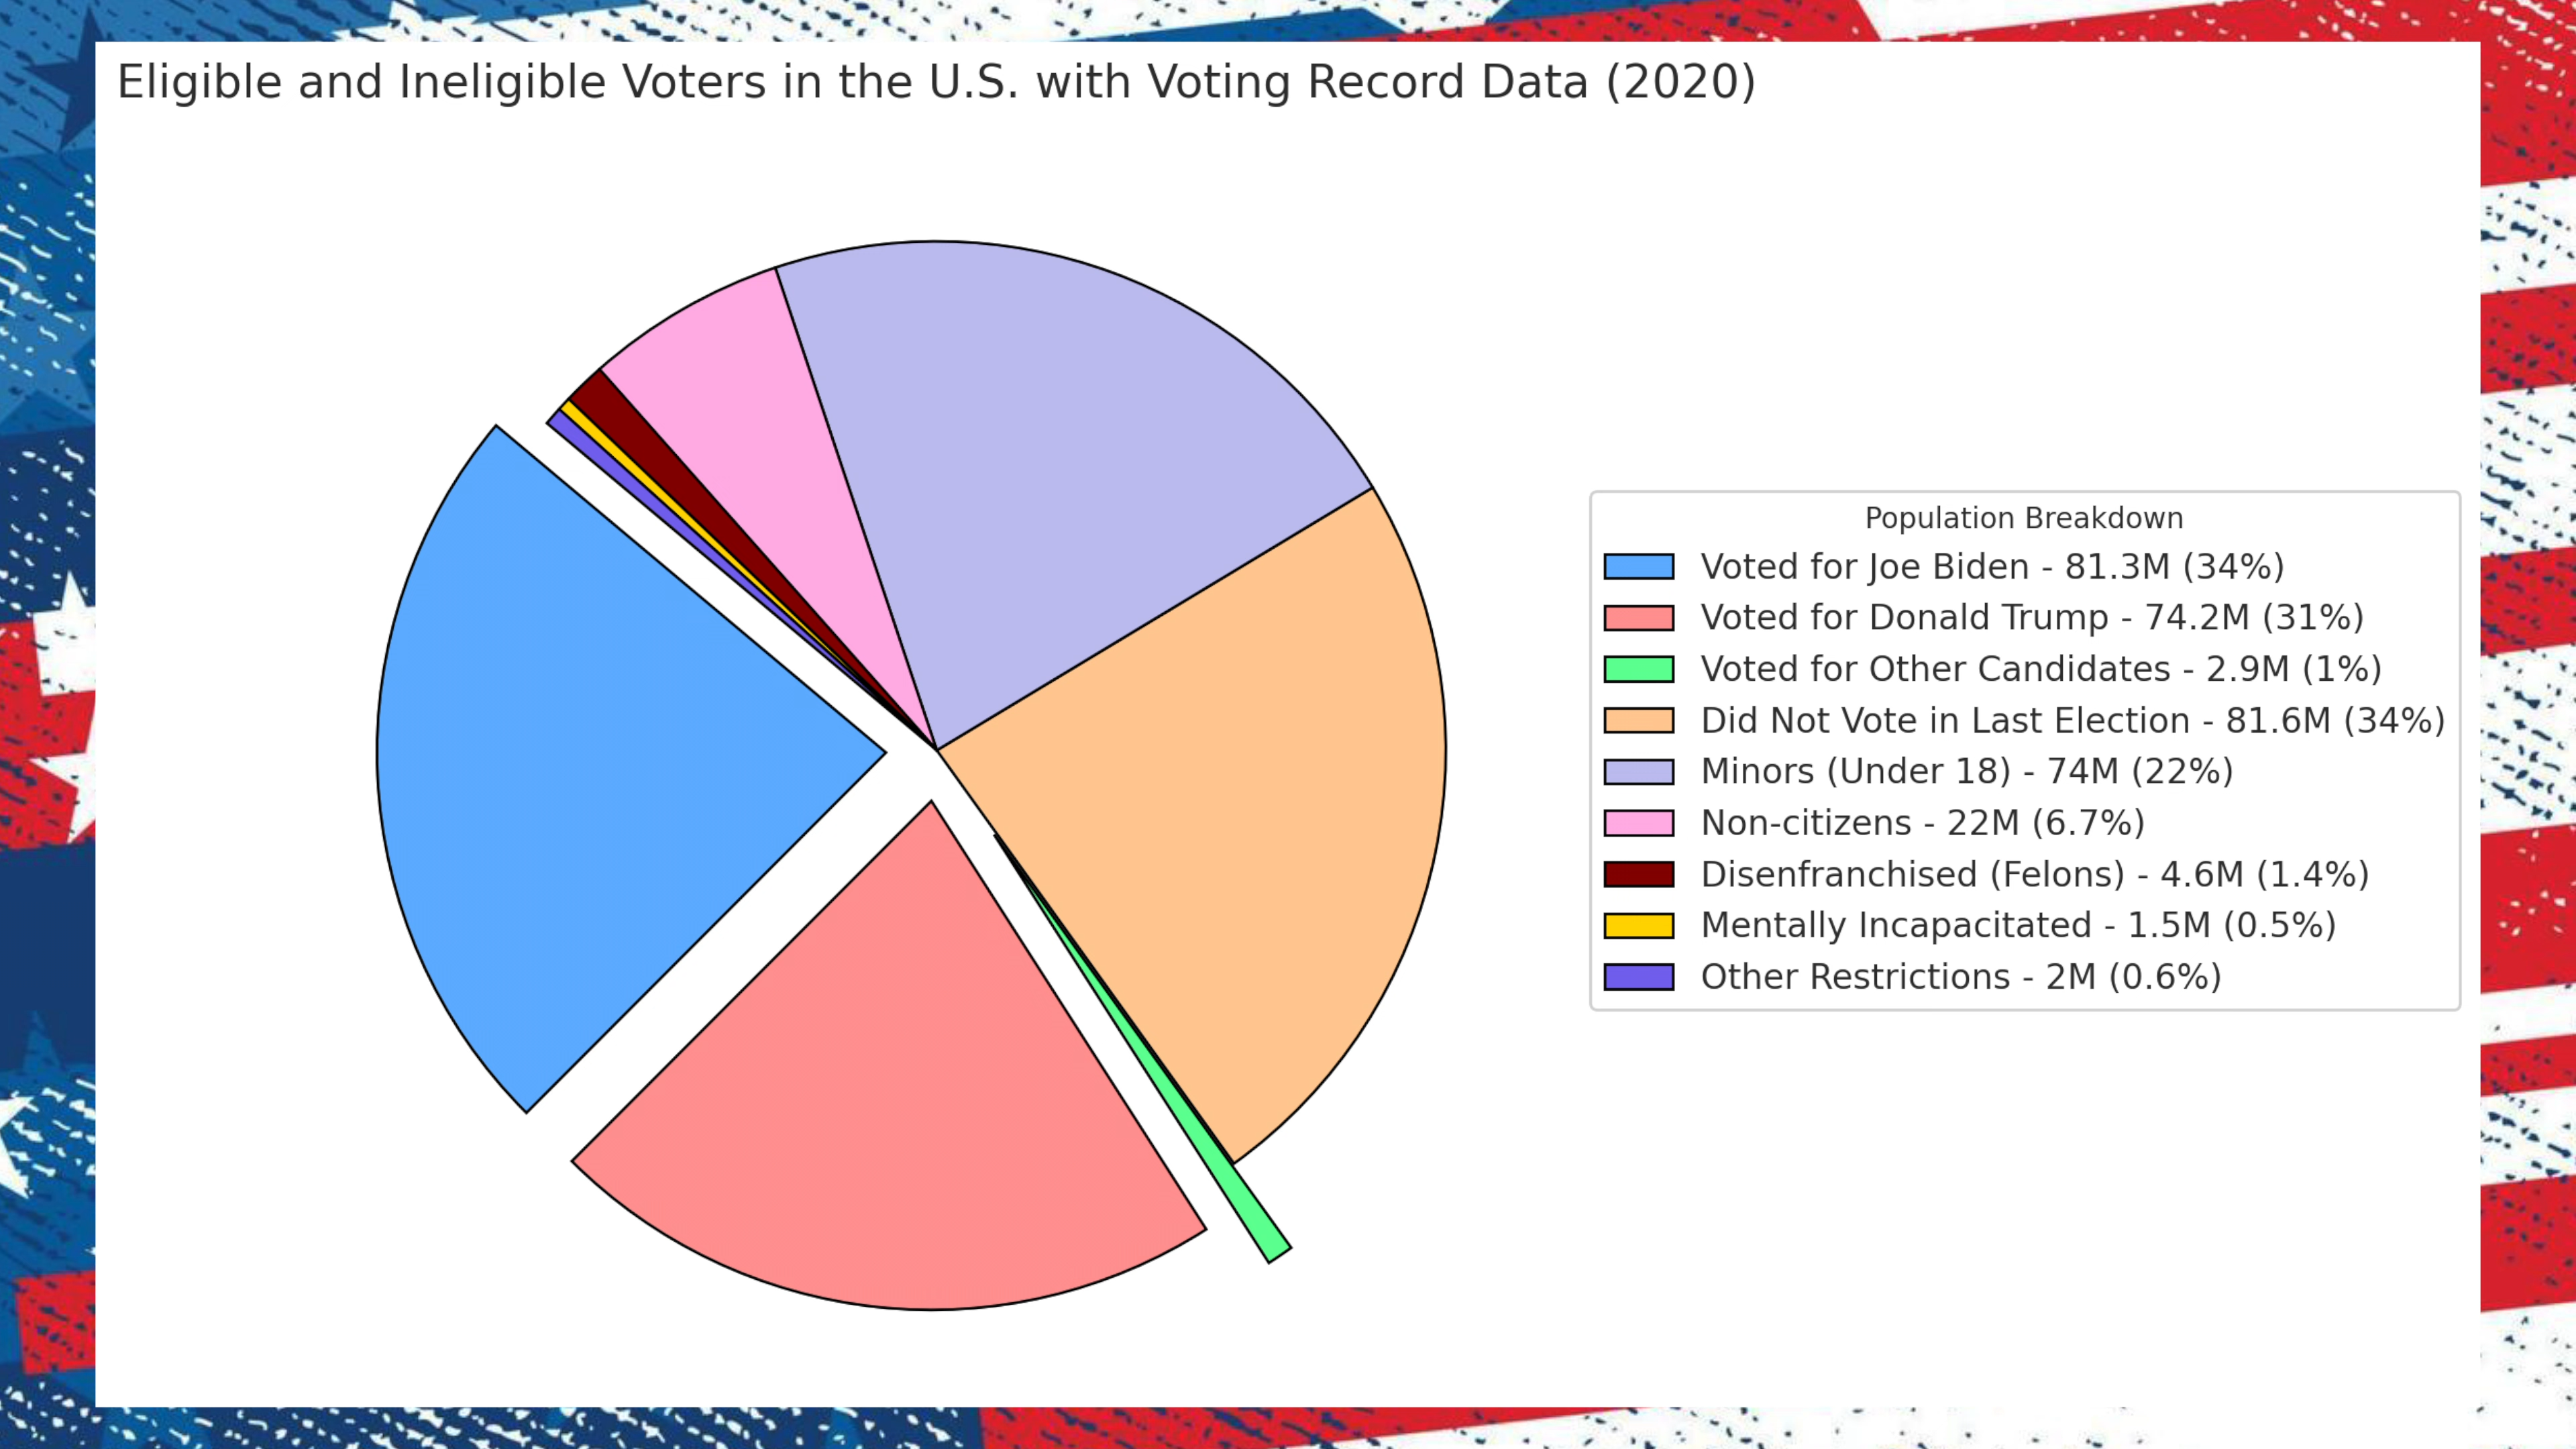 Eligible and Ineligible Voters in the U.S. with Voting Record Data (2020)
Population Breakdown
Voted for Joe Biden - 81.3M (34%)
Voted for Donald Trump - 74.2M (31%)
Voted for Other Candidates - 2.9M (1%)
Did Not Vote in Last Election - 81.6M (34%)
Minors (Under 18) - 74M (22%)
Non-citizens - 22M (6.7%)
Disenfranchised (Felons) - 4.6M (1.4%)
Mentally Incapacitated - 1.5M (0.5%)
Other Restrictions - 2M (0.6%)